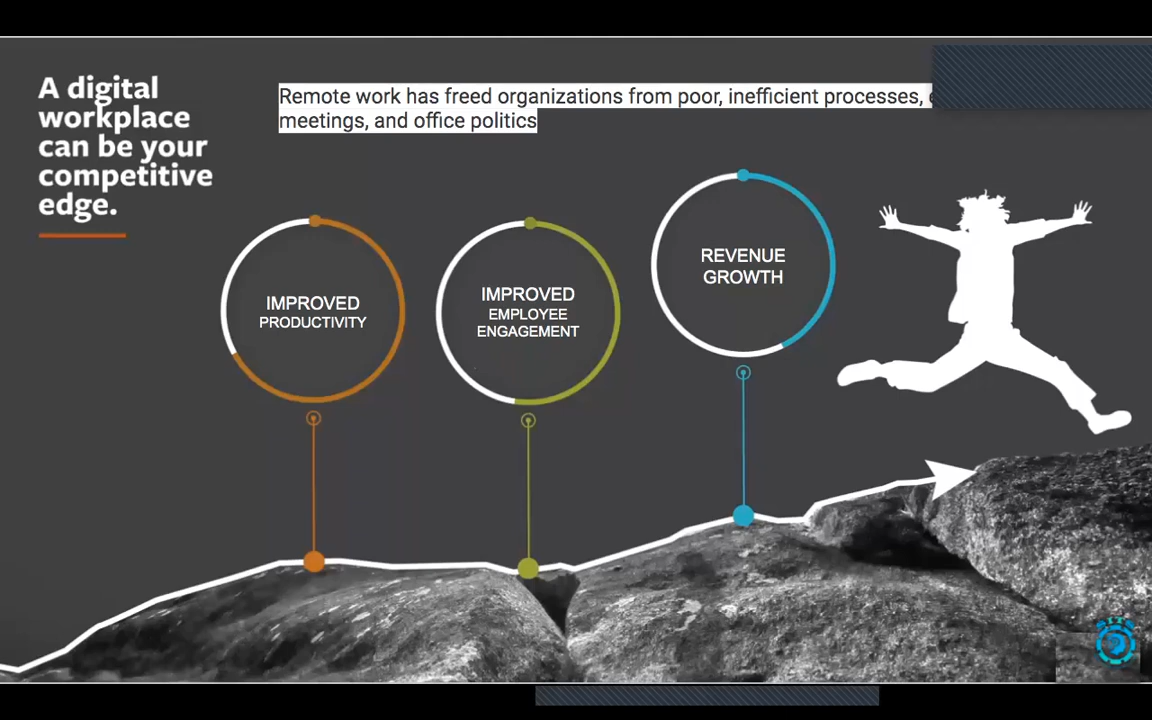 A digital
workplace
can be your
competitive
edge.
Remote work has freed organizations from poor, inefficient processes,
meetings, and office politics
IMPROVED
PRODUCTIVITY
IMPROVED
EMPLOYEE
ENGAGEMENT
REVENUE
GROWTH